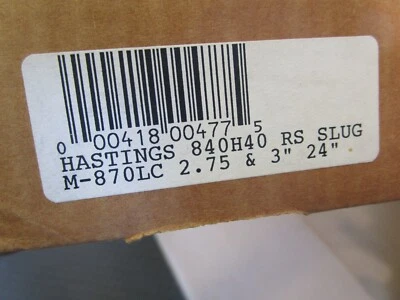 0 00418 00477 5
HASTINGS 840H40 RS SLUG
M-870LC 2.75 & 3" 24"